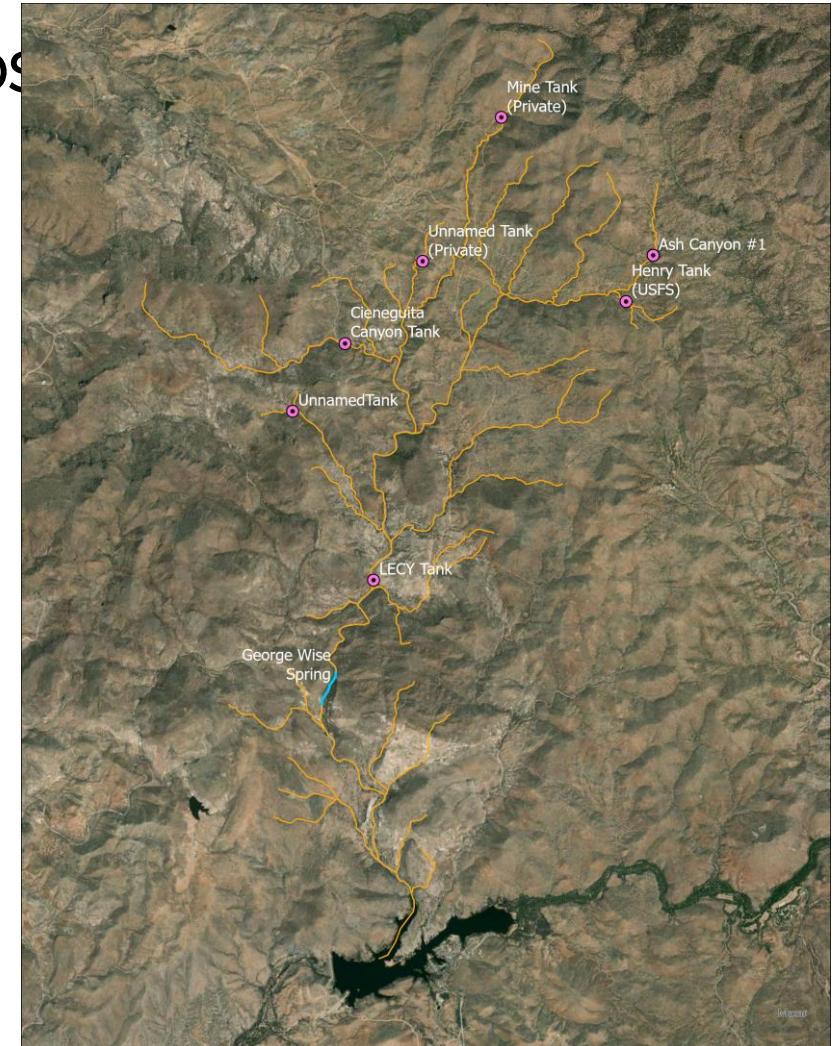 Mine Tank
(Private)
Unnamed Tank
(Private)
Ash Canyon #1
Henry Tank
(USFS)
Cieneguita
Canyon Tank
UnnamedTank
LECY Tank
George Wise
Spring